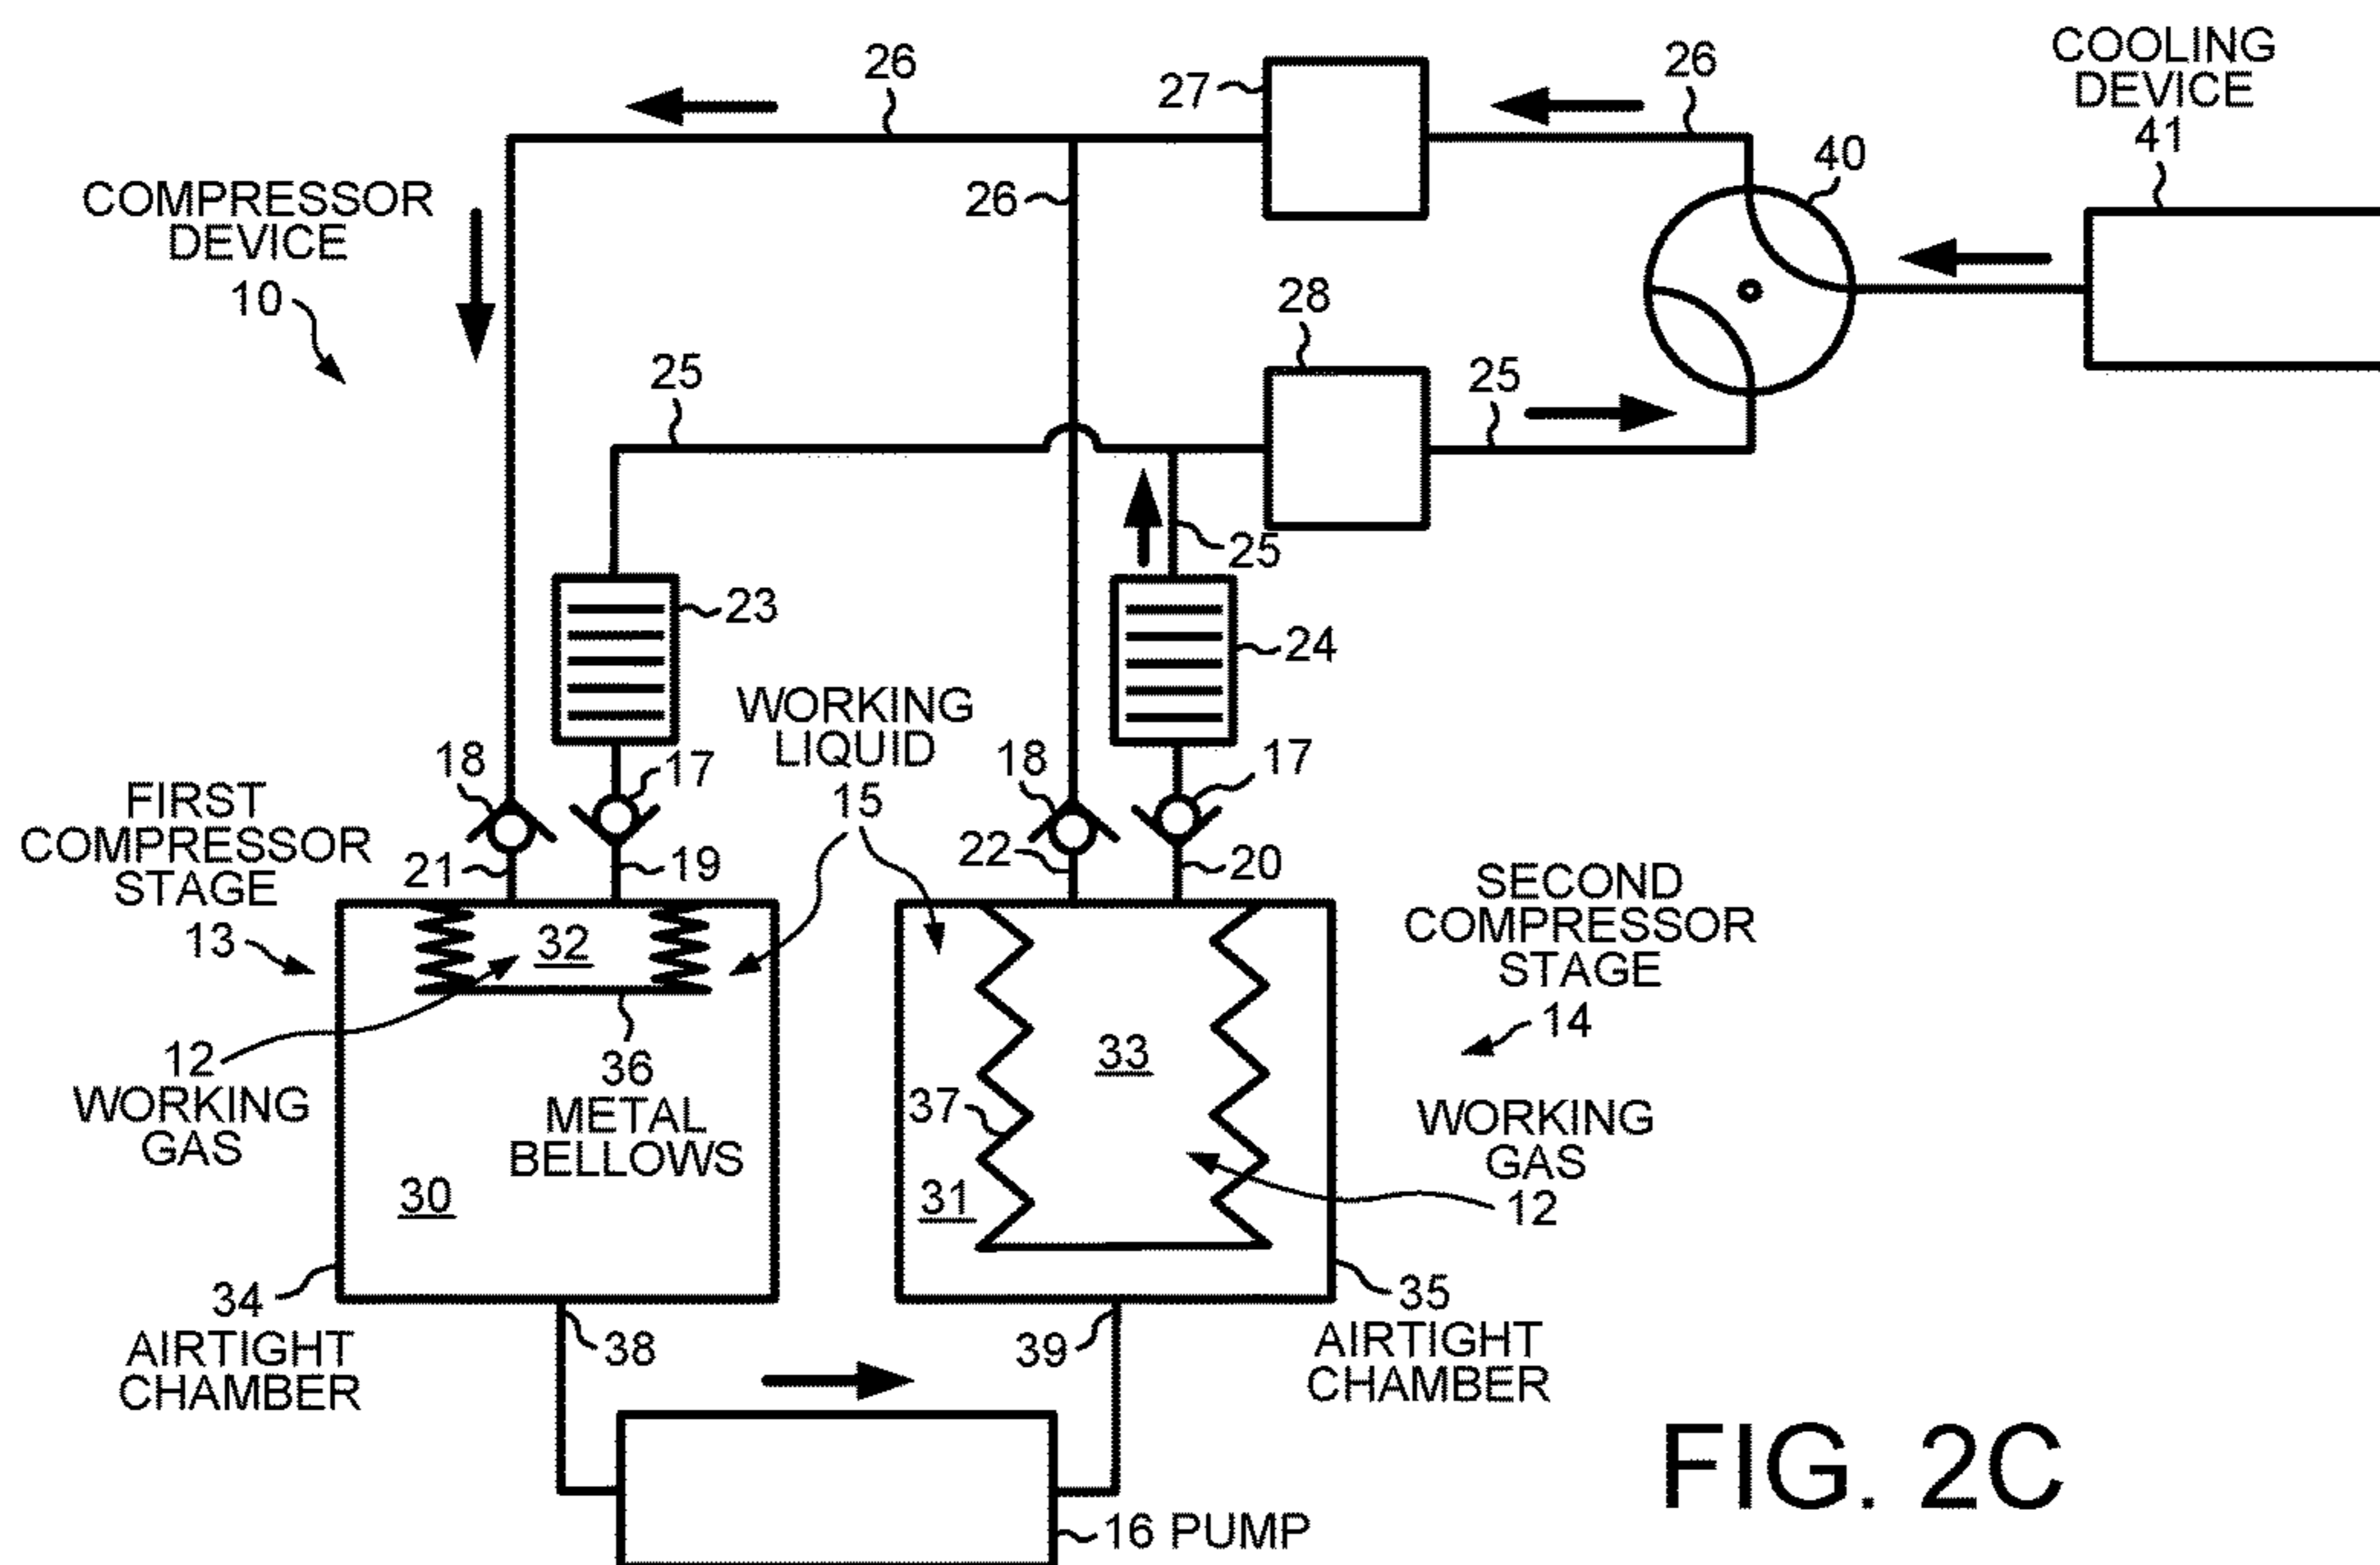 COOLING
DEVICE
41
26
27
26
40
COMPRESSOR
DEVICE
10
26
28
25
25
25
23
24
WORKING
LIQUID
15
18
17
18
17
FIRST
COMPRESSOR
STAGE
13
21
19
22
20
SECOND
COMPRESSOR
STAGE
14
32
33
12
WORKING
GAS
36
METAL
BELLOWS
37
WORKING
GAS
12
30
31
34
AIRTIGHT
CHAMBER
38
39
35
AIRTIGHT
CHAMBER
16 PUMP
FIG. 2C